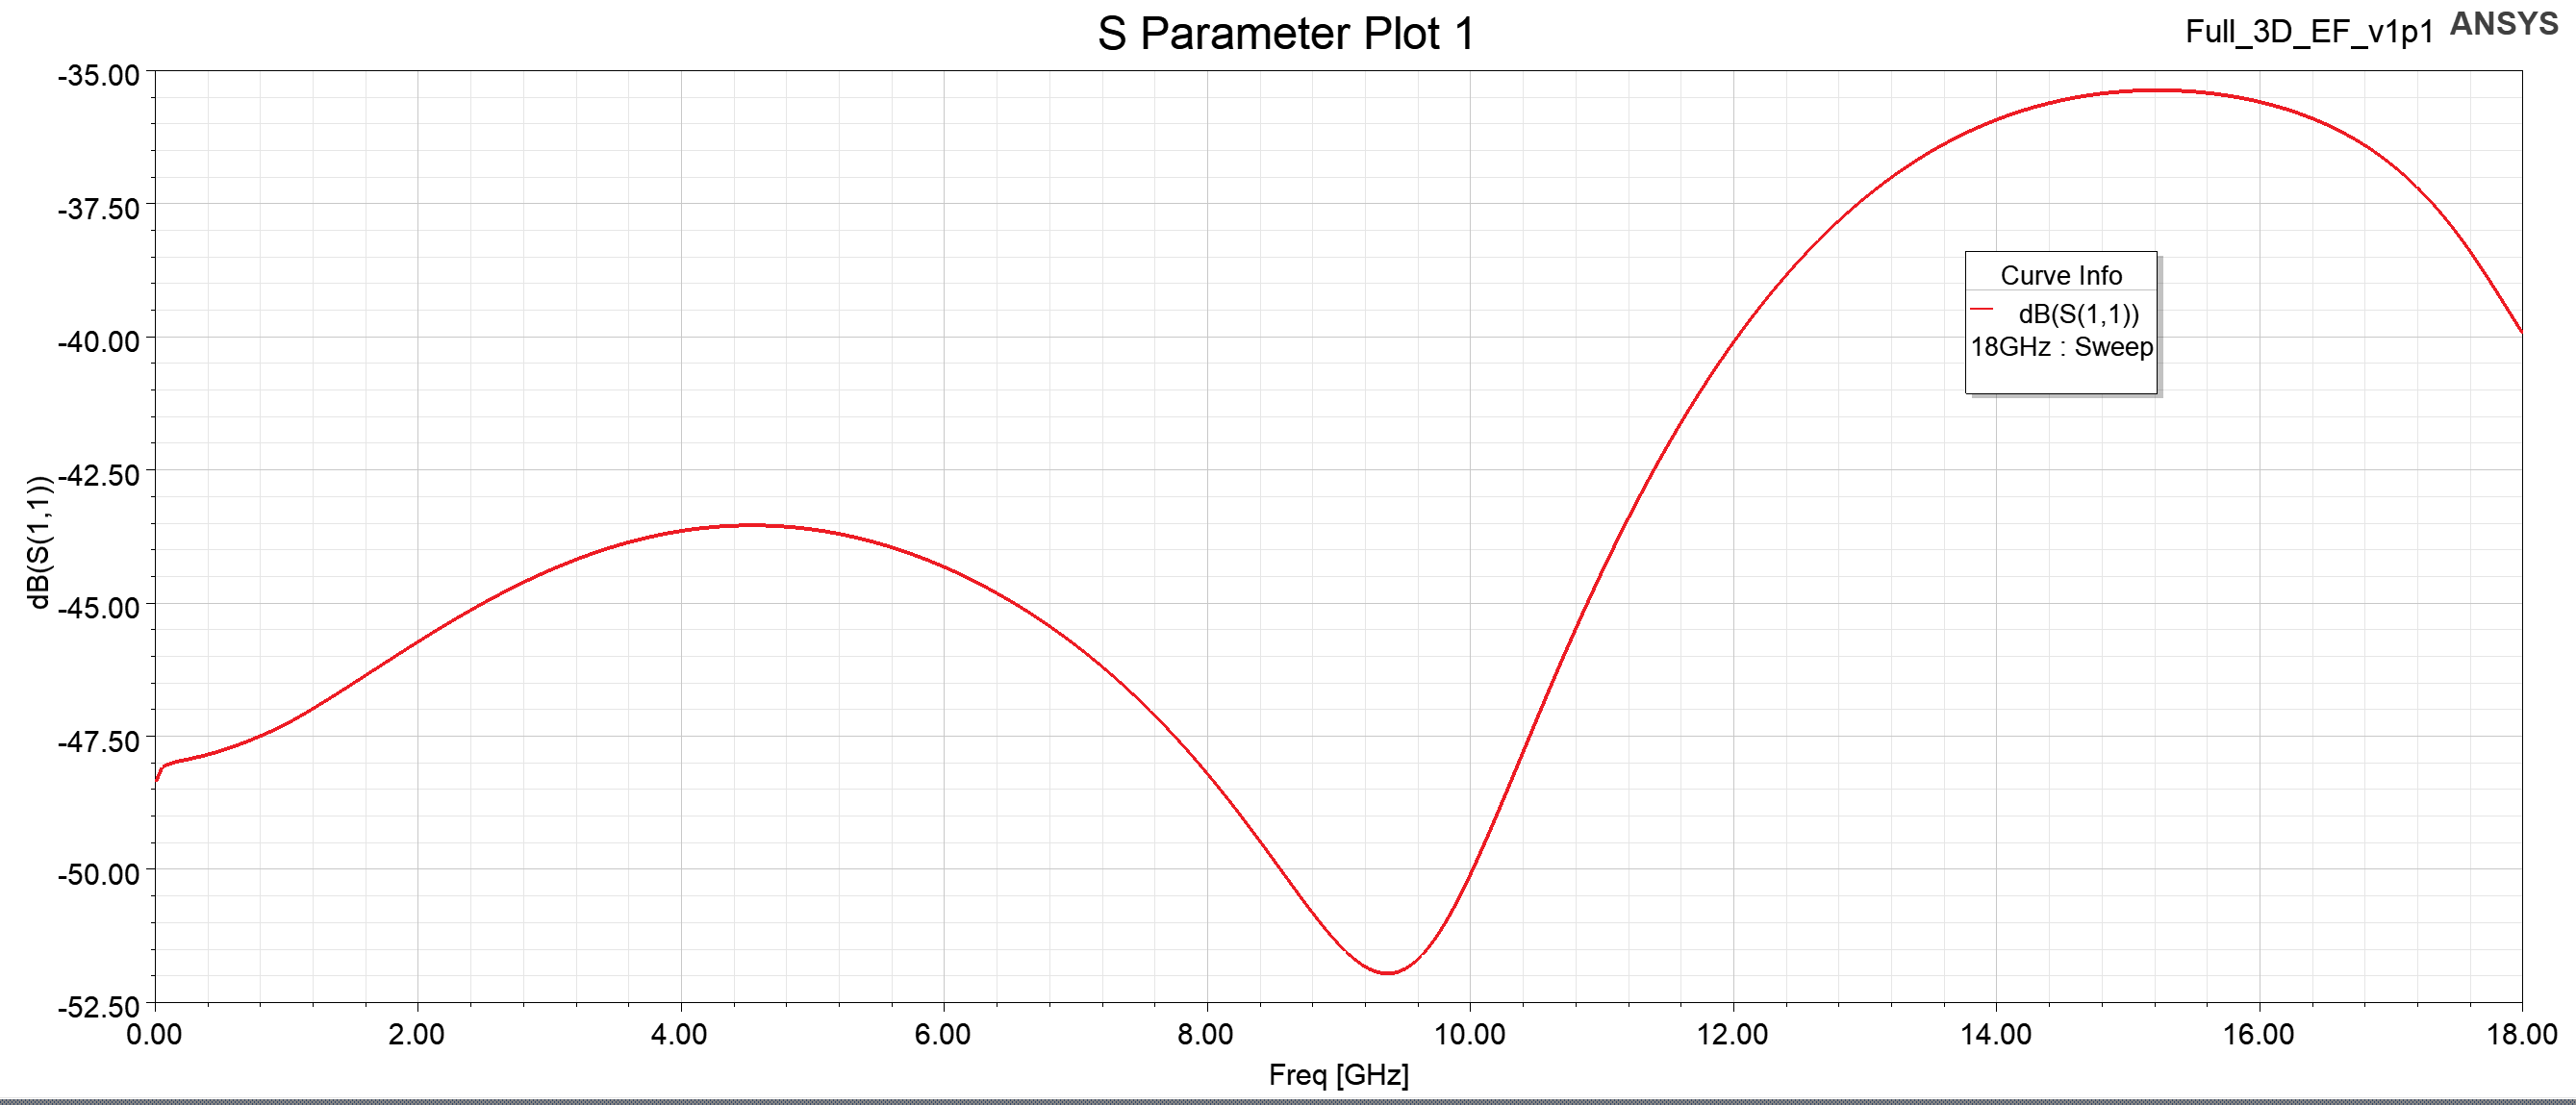 S Parameter Plot 1
Full_3D_EF_v1p1 ANSYS
-35.00
-37.50
-40.00
-42.50
-45.00
-47.50
-50.00
-52.50
dB(S(1,1))
Curve Info
dB(S(1,1))
18GHz : Sweep
0.00 2.00 4.00 6.00 8.00 10.00 12.00 14.00 16.00 18.00
Freq [GHz]